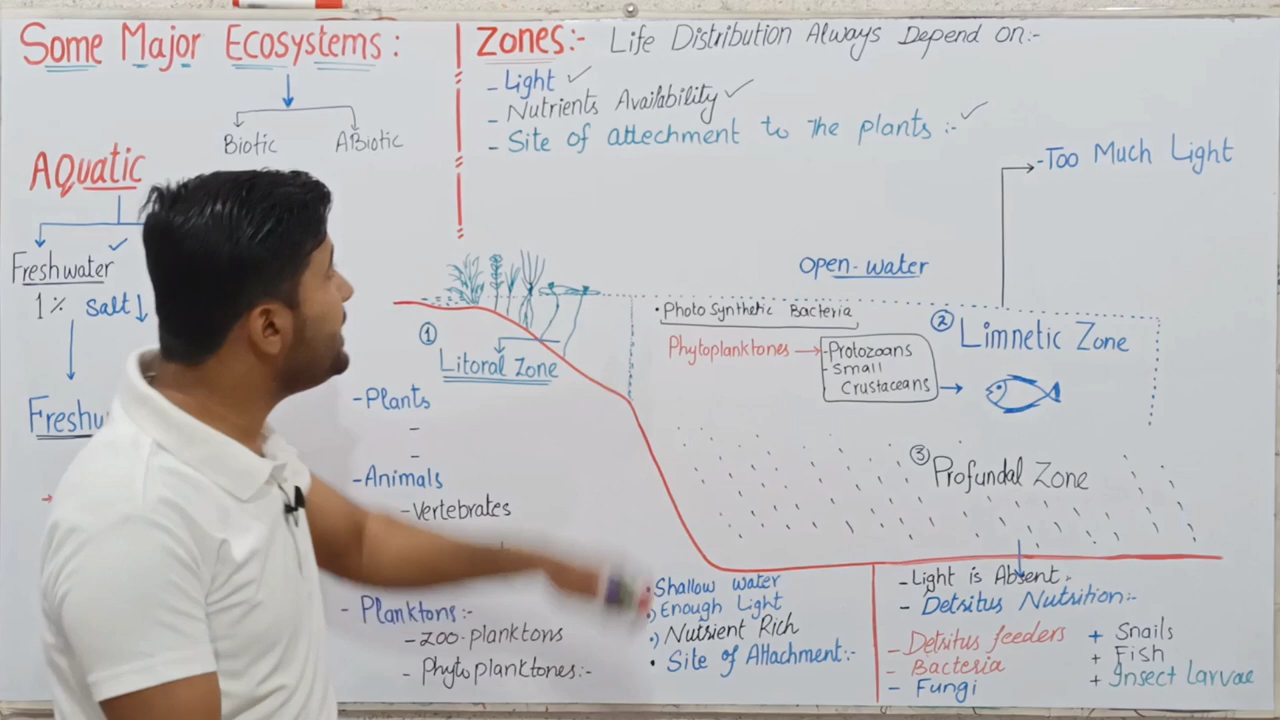 Some Major Ecosystems:
Biotic
ABiotic
AQuatic
Freshwater
1% Salt↓
Zones:- Life Distribution Always Depend on:-
- Light ✓
- Nutrients Availability ✓
- Site of attechment to the plants :- ✓
-Too Much Light
Open-water
• Photo Synthetic Bacteria
Phytoplanktones → -Protozoans
- Small
Crustaceans →
② Limnetic Zone
①
Litoral Zone
-Plants
-
-
-Animals
-Vertebrates
- Planktons:-
-zoo-planktons
- Phytoplanktones:-
③ Profundal Zone
• Shallow water
•) Enough Light
•) Nutrient Rich
• Site of Attachment:-
-Light is Absent.
- Detritus Nutrition:-
- Detritus feeders
- Bacteria
- Fungi
+ Snails
+ Fish
+ Insect Larvae